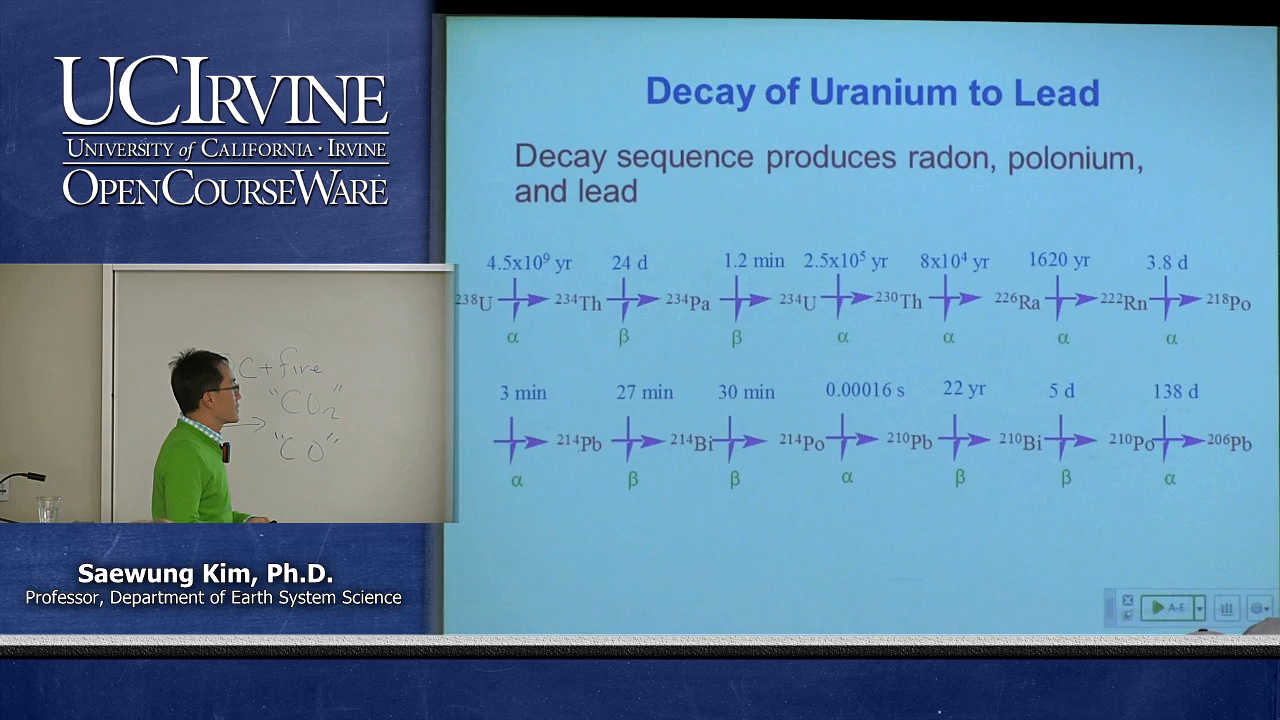 UCIRVINE
UNIVERSITY of CALIFORNIA · IRVINE
OPENCOURSEWARE
C + fire
"CO₂"
"CO"
Saewung Kim, Ph.D.
Professor, Department of Earth System Science
Decay of Uranium to Lead
Decay sequence produces radon, polonium,
and lead
4.5x10⁹ yr 24 d 1.2 min 2.5x10⁵ yr 8x10⁴ yr 1620 yr 3.8 d
²³⁸U ²³⁴Th ²³⁴Pa ²³⁴U ²³⁰Th ²²⁶Ra ²²²Rn ²¹⁸Po
α β β α α α α
3 min 27 min 30 min 0.00016 s 22 yr 5 d 138 d
²¹⁴Pb ²¹⁴Bi ²¹⁴Po ²¹⁰Pb ²¹⁰Bi ²¹⁰Po ²⁰⁶Pb
α β β α β β α
A-E